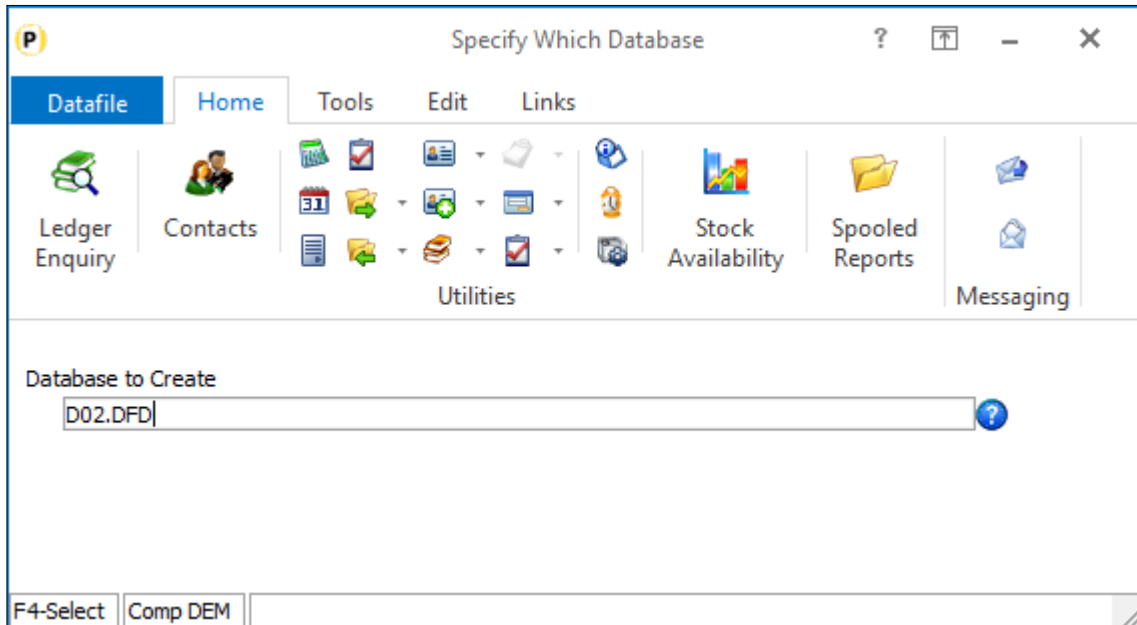 P
Specify Which Database
?
Datafile Home Tools Edit Links
31
Ledger Enquiry
Contacts
Utilities
Stock Availability
Spooled Reports
Messaging
Database to Create
D02.DFD
?
F4-Select Comp DEM